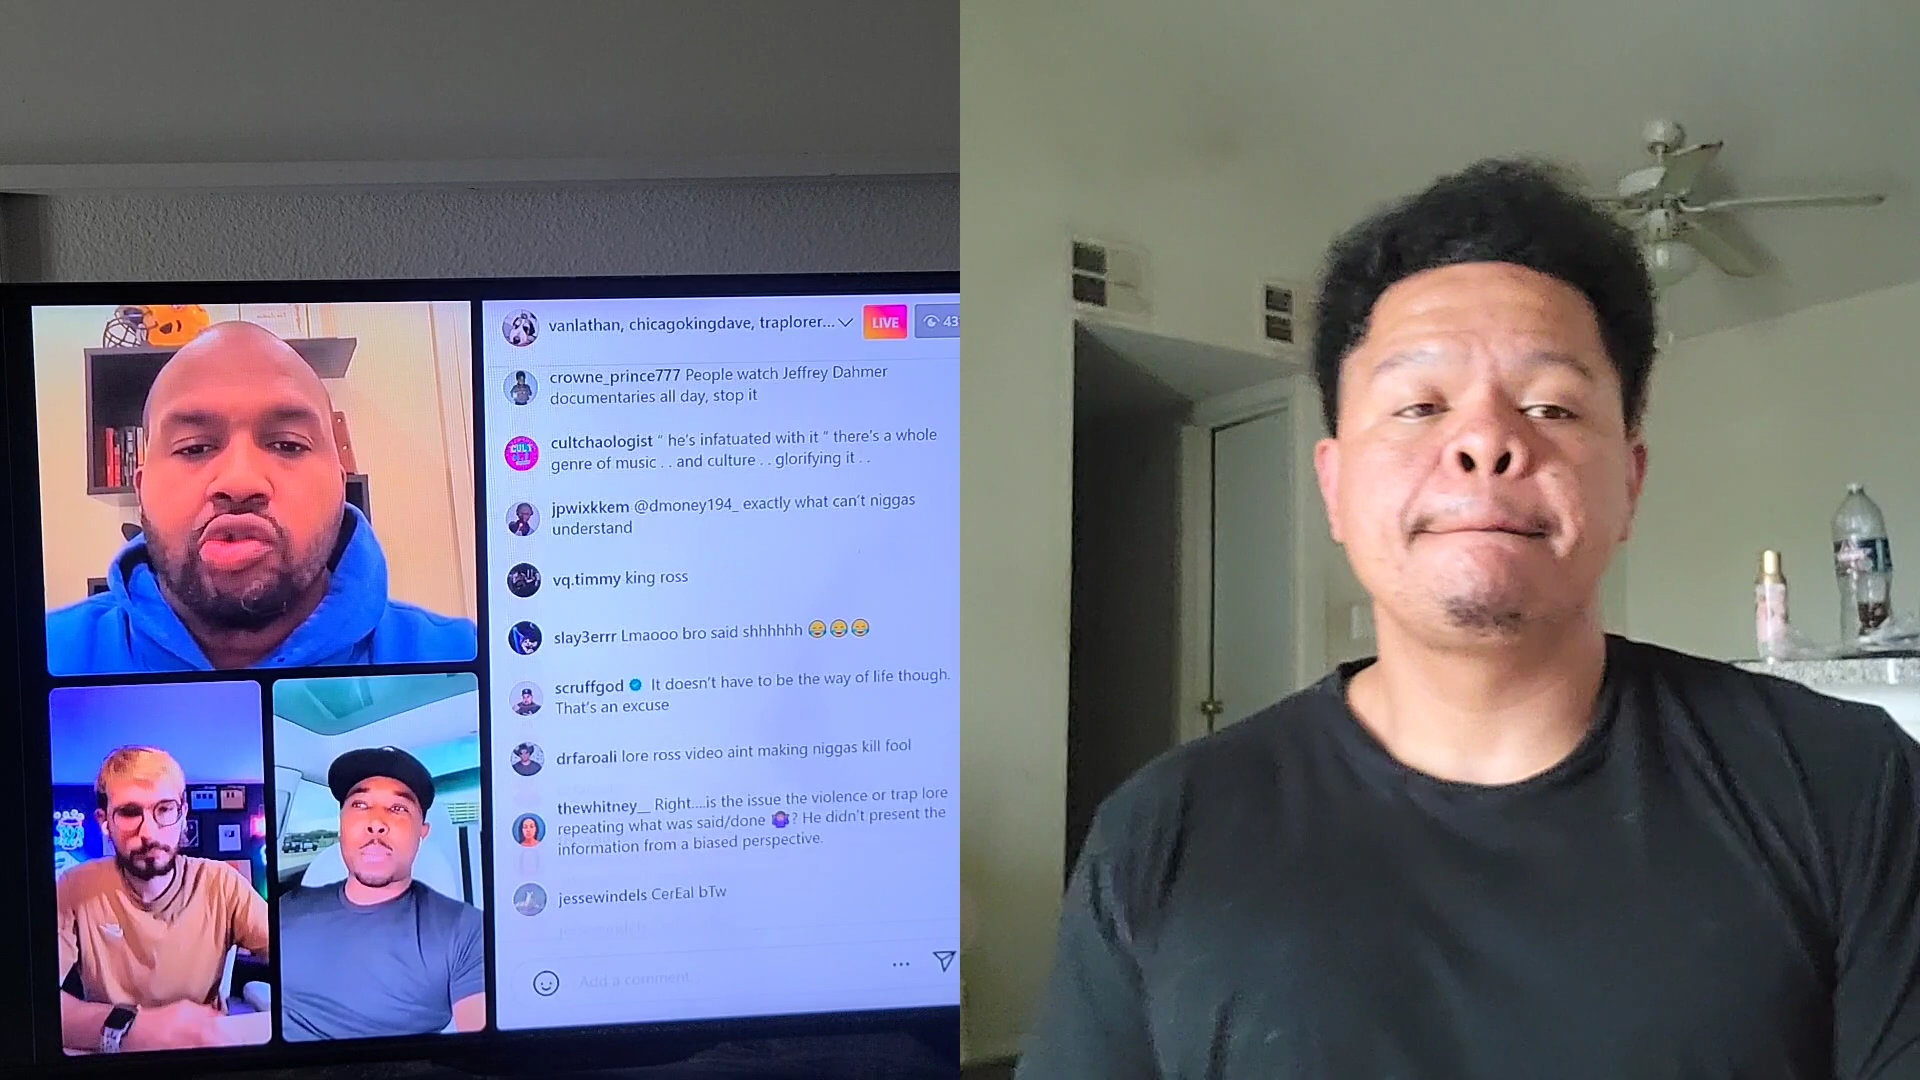 vanlathan, chicagokingdave, traplorer...
LIVE
43
crowne_prince777 People watch Jeffrey Dahmer
documentaries all day, stop it
cultchaologist “ he's infatuated with it “ there's a whole
genre of music . . and culture . . glorifying it . .
jpwixkkem @dmoney194_ exactly what can't niggas
understand
vq.timmy king ross
slay3errr Lmaooo bro said shhhhhh 😂😂😂
scruffgod It doesn't have to be the way of life though.
That's an excuse
drfaroali lore ross video aint making niggas kill fool
thewhitney__ Right....is the issue the violence or trap lore
repeating what was said/done 🤷🏾‍♀️? He didn't present the
information from a biased perspective.
jessewindels CerEal bTw
Add a comment...